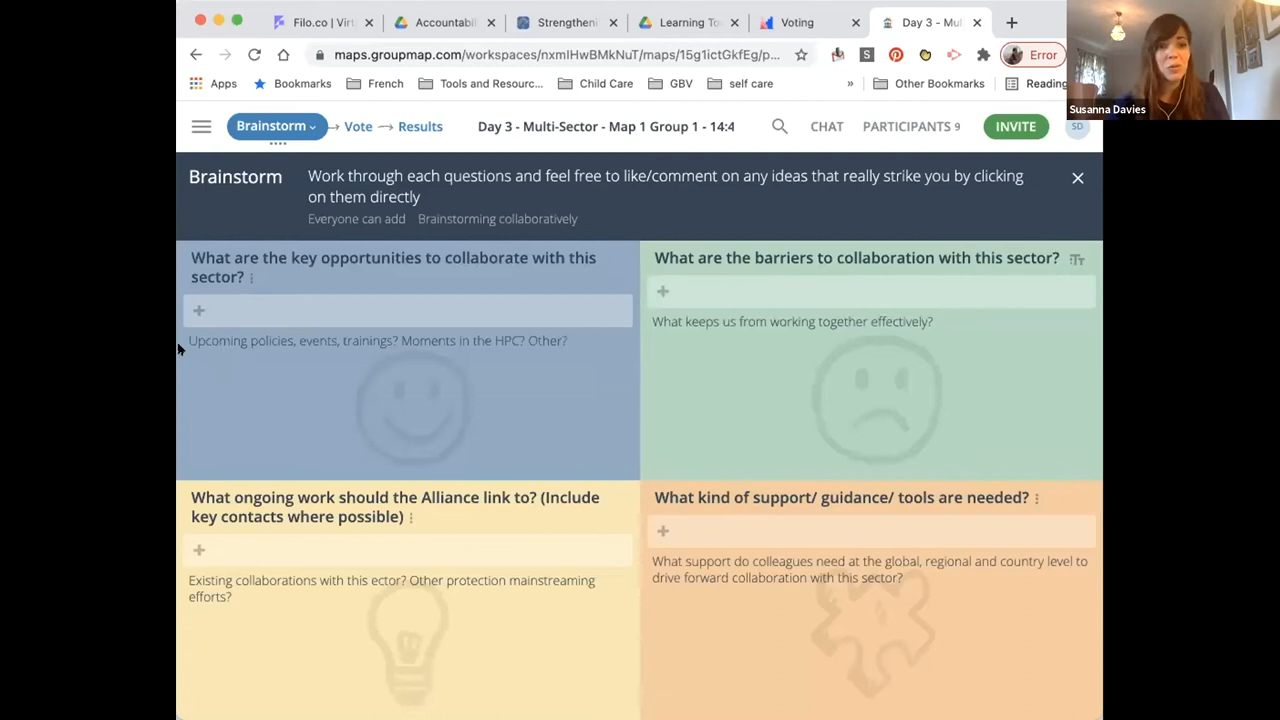 Filo.co | Virt
Accountabil
Strengtheni
Learning To
Voting
Day 3 - Mul
maps.groupmap.com/workspaces/nxmIHwBMkNuT/maps/15g1ictGkfEg/p...
S
Error
Apps
Bookmarks
French
Tools and Resourc...
Child Care
GBV
self care
»
Other Bookmarks
Reading
Susanna Davies
Brainstorm
Vote
Results
Day 3 - Multi-Sector - Map 1 Group 1 - 14:4
CHAT
PARTICIPANTS 9
INVITE
SD
Brainstorm
Work through each questions and feel free to like/comment on any ideas that really strike you by clicking
on them directly
Everyone can add Brainstorming collaboratively
What are the key opportunities to collaborate with this
sector?
Upcoming policies, events, trainings? Moments in the HPC? Other?
What are the barriers to collaboration with this sector?
What keeps us from working together effectively?
What ongoing work should the Alliance link to? (Include
key contacts where possible)
Existing collaborations with this ector? Other protection mainstreaming
efforts?
What kind of support/ guidance/ tools are needed?
What support do colleagues need at the global, regional and country level to
drive forward collaboration with this sector?